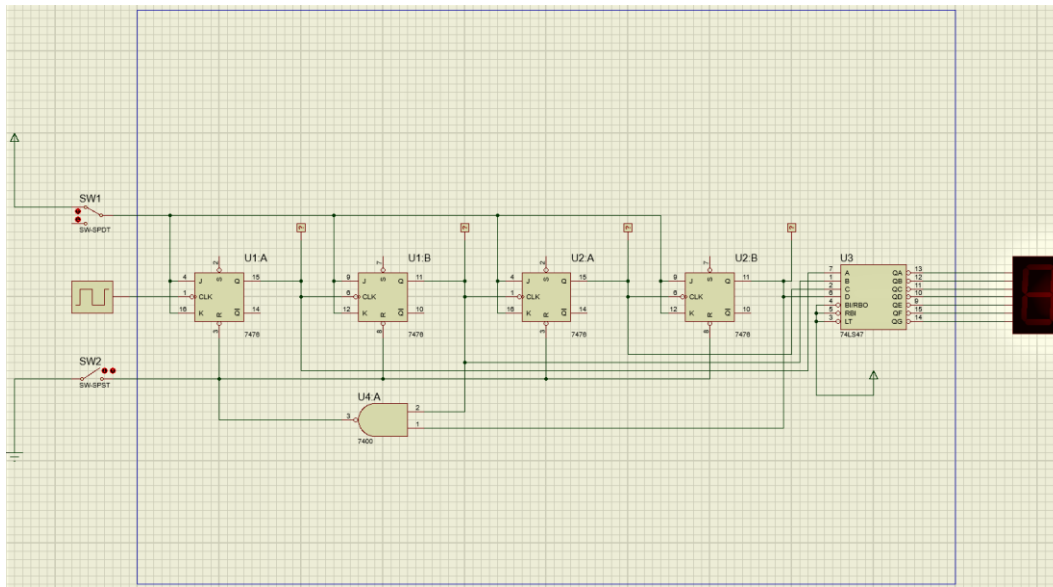 SW1
SW-SPDT
SW2
SW-SPST
U1:A
2
4 J S Q 15
1 CLK
16 K R Q 14
3
7476
U1:B
7
9 J S Q 11
6 CLK
12 K R Q 10
8
7476
U2:A
2
4 J S Q 15
1 CLK
16 K R Q 14
3
7476
U2:B
7
9 J S Q 11
6 CLK
12 K R Q 10
8
7476
U3
7 A QA 13
1 B QB 12
2 C QC 11
6 D QD 10
4 BI/RBO QE 9
5 RBI QF 15
3 LT QG 14
74LS47
U4:A
3 2
1
7400